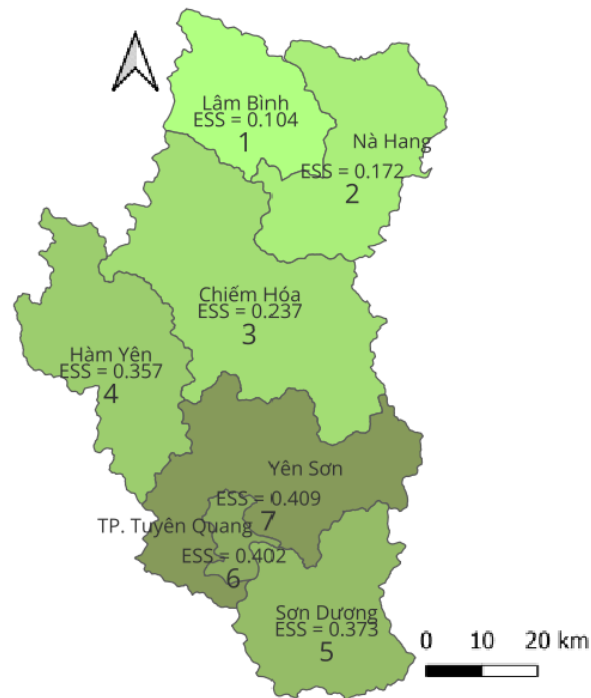 Lâm Bình
ESS = 0.104
1
Nà Hang
ESS = 0.172
2
Chiếm Hóa
ESS = 0.237
3
Hàm Yên
ESS = 0.357
4
Yên Sơn
ESS = 0.409
7
TP. Tuyên Quang
ESS = 0.402
6
Sơn Dương
ESS = 0.373
5
0 10 20 km